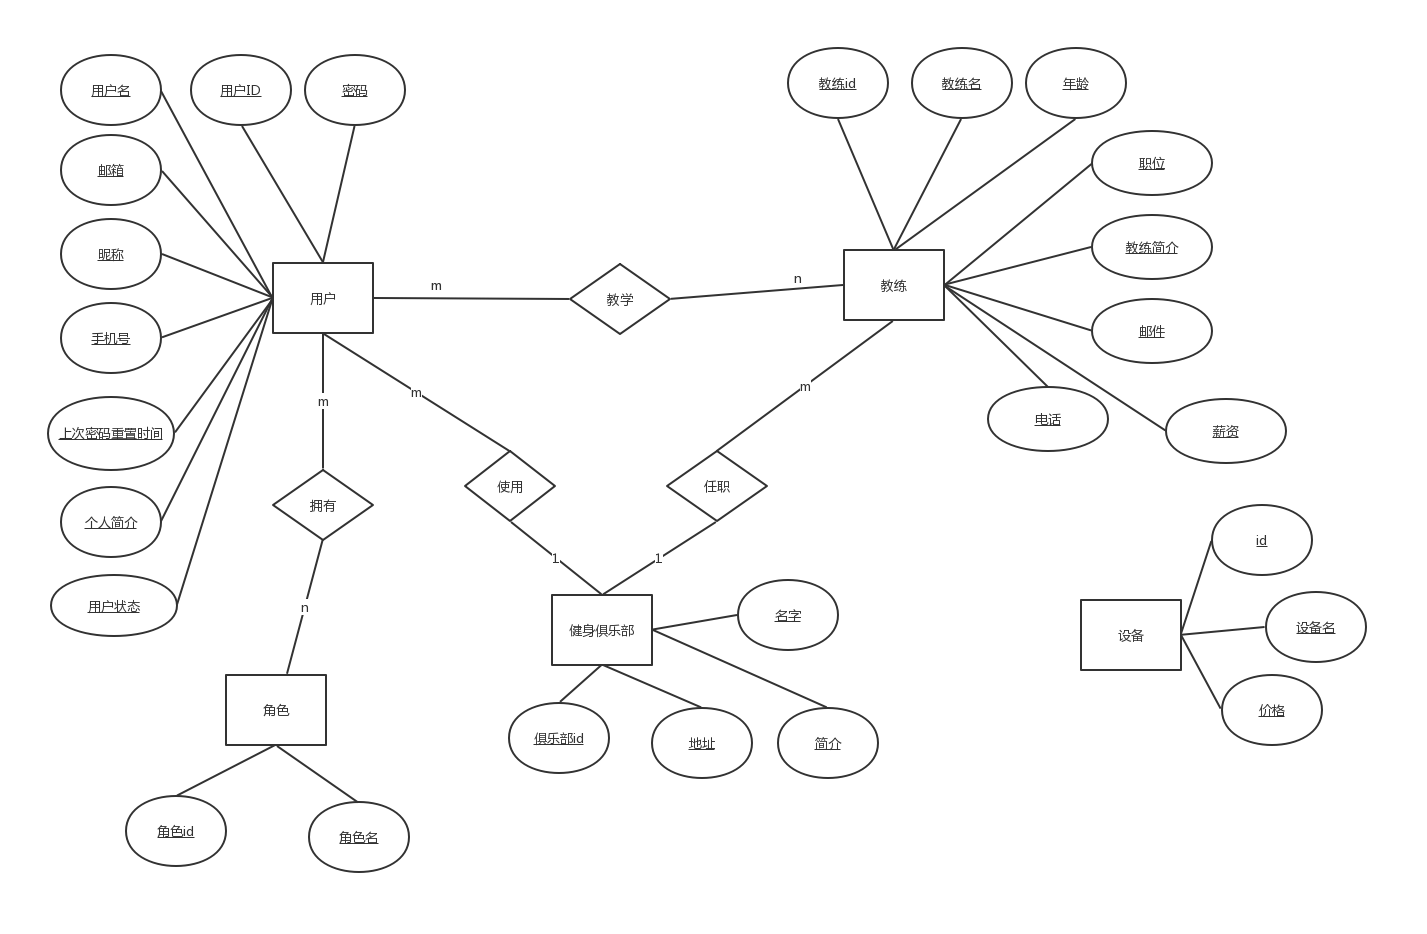 用户名
用户ID
密码
教练id
教练名
年龄
邮箱
职位
昵称
教练简介
手机号
用户
m
教学
n
教练
邮件
上次密码重置时间
m
m
m
电话
薪资
个人简介
拥有
使用
任职
id
用户状态
n
1
1
健身俱乐部
名字
设备
设备名
角色
俱乐部id
地址
简介
价格
角色id
角色名